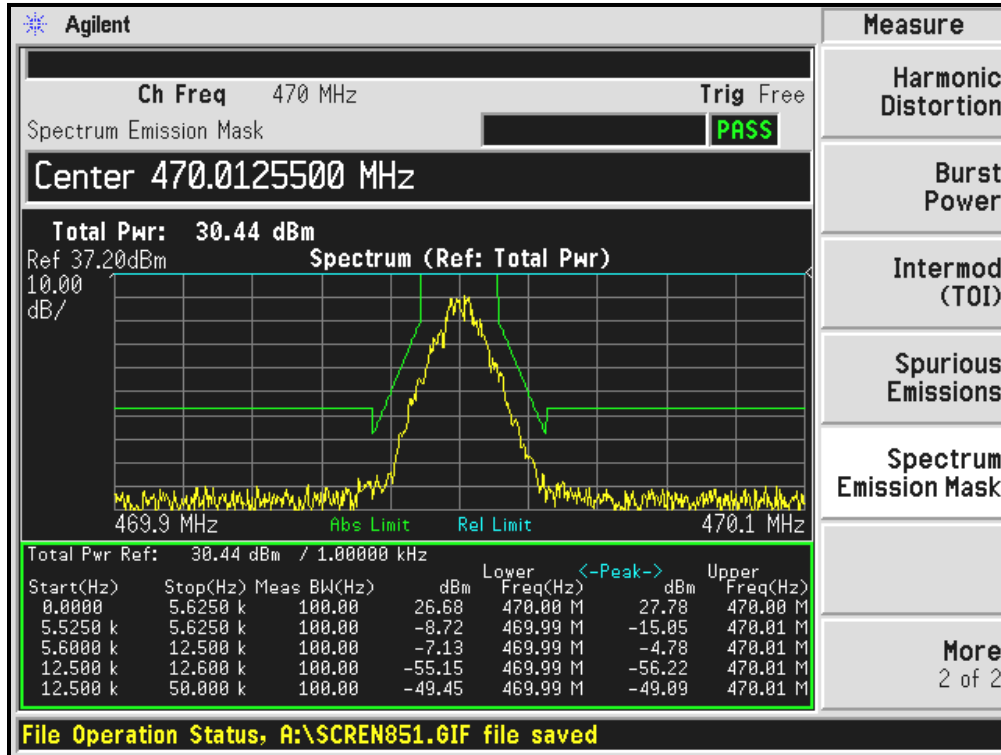 Agilent
Measure
Ch Freq 470 MHz Trig Free
Spectrum Emission Mask PASS
Center 470.0125500 MHz
Total Pwr: 30.44 dBm
Ref 37.20dBm Spectrum (Ref: Total Pwr)
10.00
dB/
469.9 MHz Abs Limit Rel Limit 470.1 MHz
Total Pwr Ref: 30.44 dBm / 1.00000 kHz
Lower <-Peak-> Upper
Start(Hz) Stop(Hz) Meas BW(Hz) dBm Freq(Hz) dBm Freq(Hz)
0.0000 5.6250 k 100.00 26.68 470.00 M 27.78 470.00 M
5.5250 k 5.6250 k 100.00 -8.72 469.99 M -15.05 470.01 M
5.6000 k 12.500 k 100.00 -7.13 469.99 M -4.78 470.01 M
12.500 k 12.600 k 100.00 -55.15 469.99 M -56.22 470.01 M
12.500 k 50.000 k 100.00 -49.45 469.99 M -49.09 470.01 M
File Operation Status, A:\SCREN851.GIF file saved
Harmonic
Distortion
Burst
Power
Intermod
(TOI)
Spurious
Emissions
Spectrum
Emission Mask
More
2 of 2